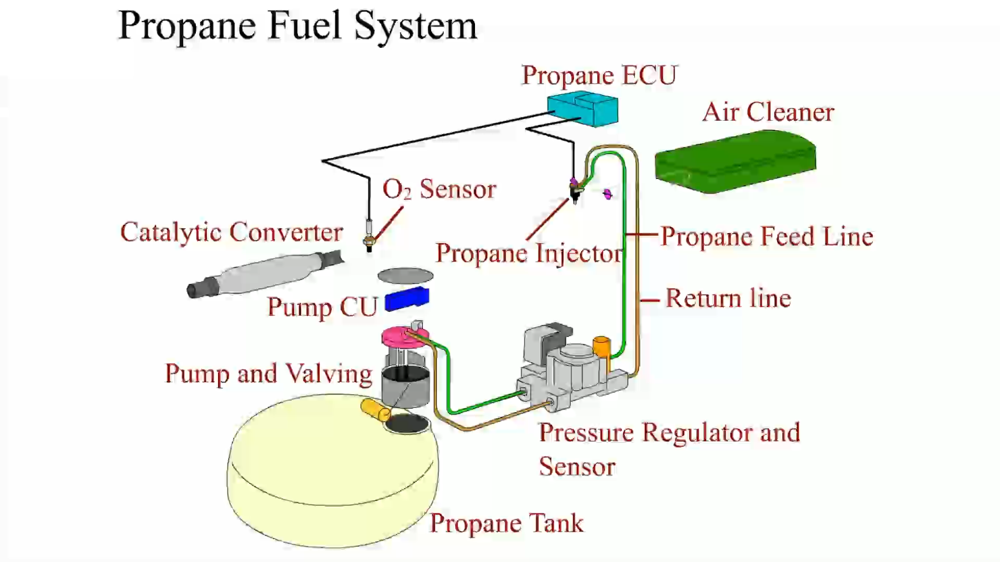 Propane Fuel System
Propane ECU
Air Cleaner
O₂ Sensor
Catalytic Converter
Propane Injector
Propane Feed Line
Pump CU
Return line
Pump and Valving
Pressure Regulator and
Sensor
Propane Tank